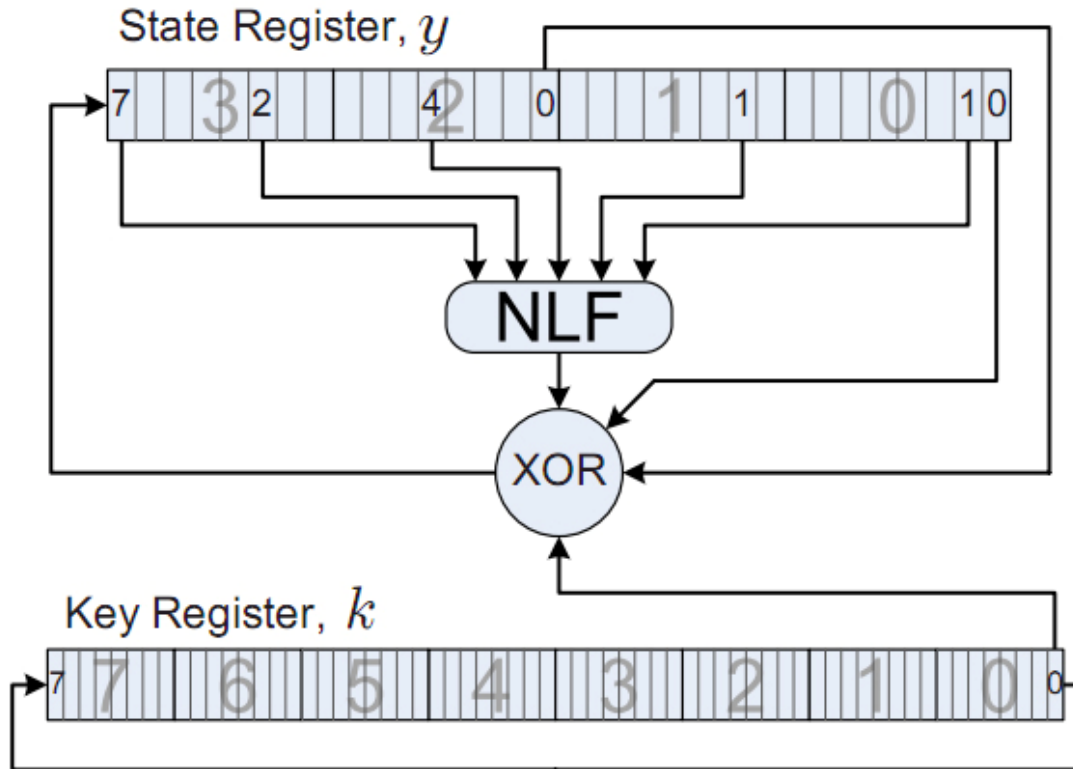 State Register, y
7 3 2 4 2 0 1 1 0 1 0
NLF
XOR
Key Register, k
7 7 6 5 4 3 2 1 0 0